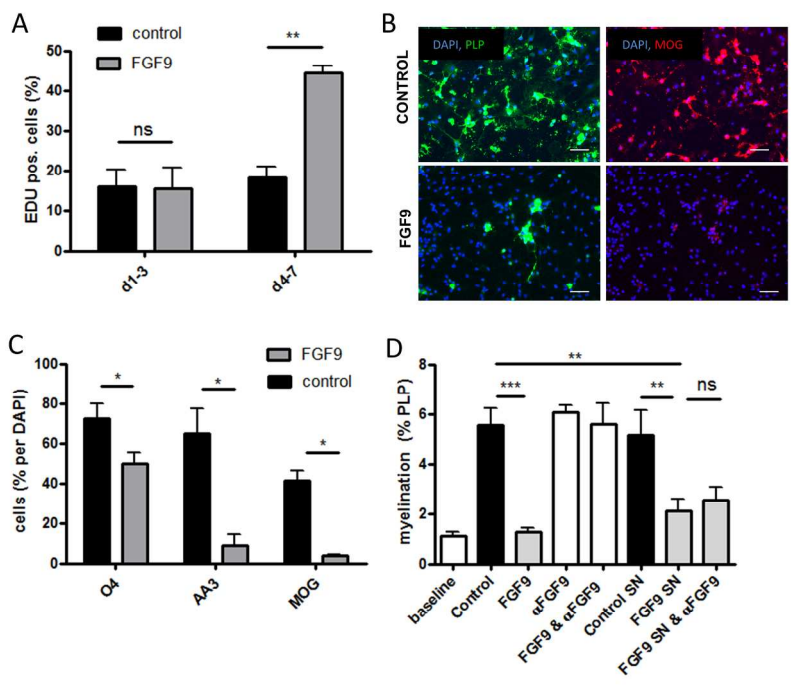 A
control
FGF9
**
ns
EDU pos. cells (%)
50
40
30
20
10
0
d1-3
d4-7
B
DAPI, PLP
DAPI, MOG
CONTROL
FGF9
C
FGF9
control
*
*
*
cells (% per DAPI)
100
80
60
40
20
0
O4
AA3
MOG
D
**
***
**
ns
myelination (% PLP)
8
6
4
2
0
baseline
Control
FGF9
αFGF9
FGF9 & αFGF9
Control SN
FGF9 SN
FGF9 SN & αFGF9